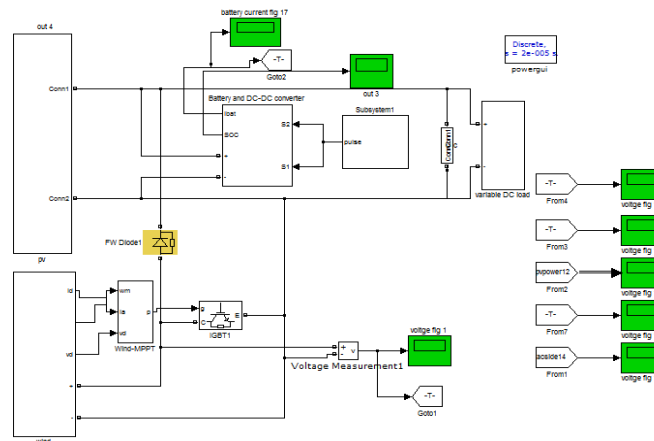 battery current fig 17
out 4
-T-
Goto2
out 3
Discrete,
s = 2e-005 s.
powergui
Conn1
Battery and DC-DC converter
Ibat
SOC
+
-
S2
S1
Subsystem1
pulse
+
-
variable DC load
Conn2
pv
FW Diode1
-T-
From4
voltge fig
-T-
From3
voltge fig
pvpower12
From2
voltge fig
-T-
From7
voltge fig
acside14
From1
voltge fig
wm
ia
vd
p
Wind-MPPT
g
C
E
IGBT1
vd
+
-
+
-
v
Voltage Measurement1
voltge fig 1
-T-
Goto1